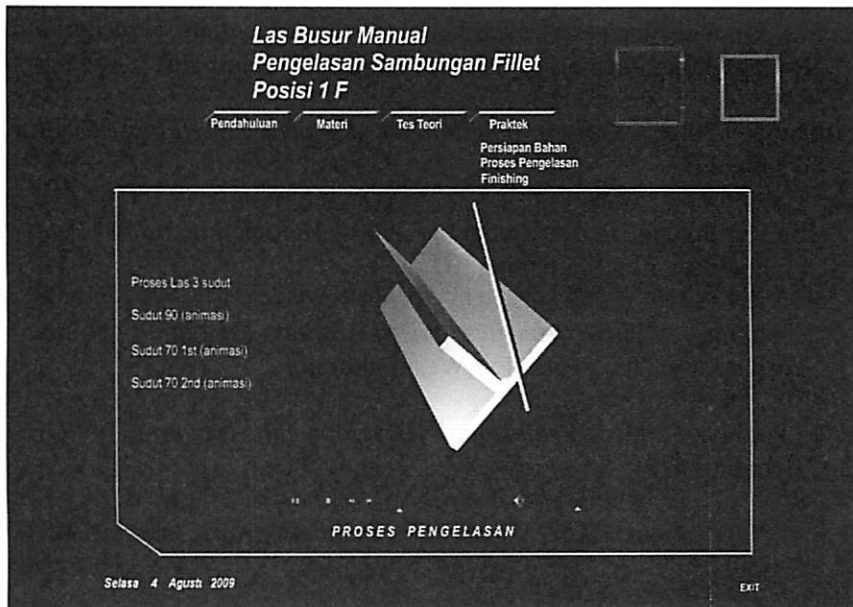 Las Busur Manual
Pengelasan Sambungan Fillet
Posisi 1 F
Pendahuluan Materi Tes Teori Praktek
Persiapan Bahan
Proses Pengelasan
Finishing
Proses Las 3 sudut
Sudut 90 (animasi)
Sudut 70 1st (animasi)
Sudut 70 2nd (animasi)
PROSES PENGELASAN
Selasa 4 Agusti 2009
EXIT